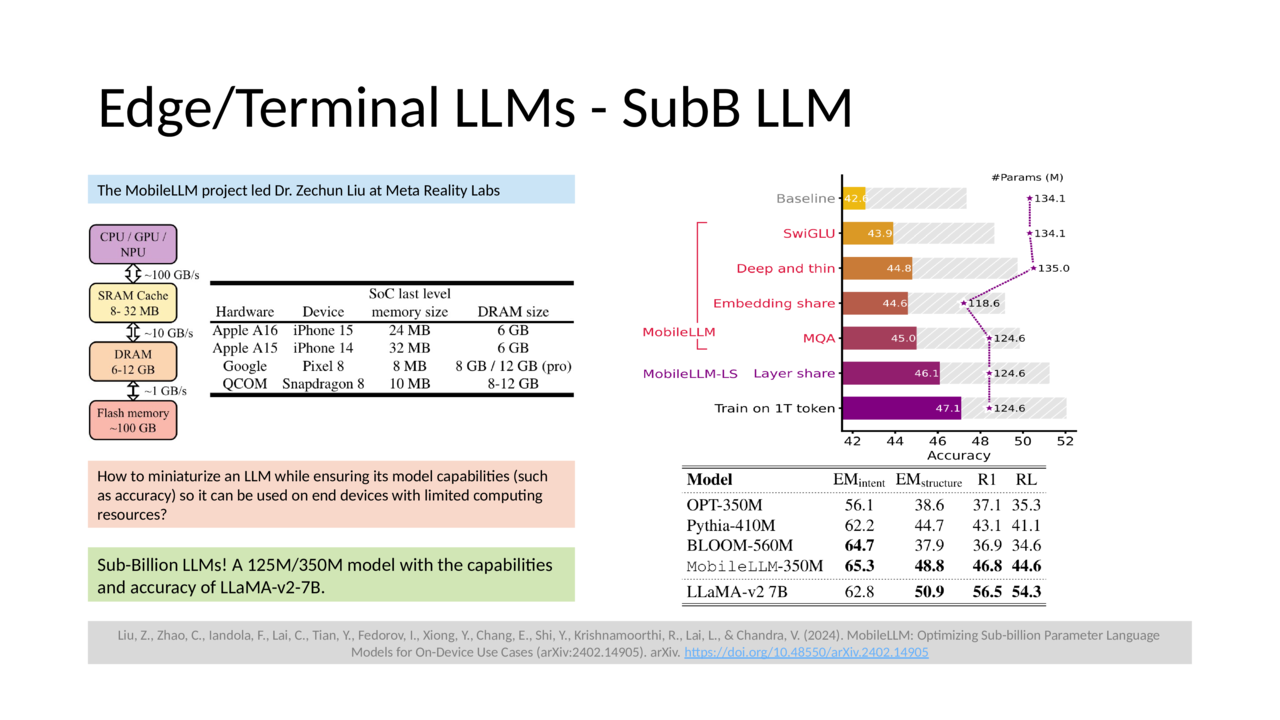 Edge/Terminal LLMs - SubB LLM
The MobileLLM project led Dr. Zechun Liu at Meta Reality Labs
CPU / GPU /
NPU
~100 GB/s
SRAM Cache
8- 32 MB
~10 GB/s
DRAM
6-12 GB
~1 GB/s
Flash memory
~100 GB
SoC last level
Hardware Device memory size DRAM size
Apple A16 iPhone 15 24 MB 6 GB
Apple A15 iPhone 14 32 MB 6 GB
Google Pixel 8 8 MB 8 GB / 12 GB (pro)
QCOM Snapdragon 8 10 MB 8-12 GB
How to miniaturize an LLM while ensuring its model capabilities (such
as accuracy) so it can be used on end devices with limited computing
resources?
Sub-Billion LLMs! A 125M/350M model with the capabilities
and accuracy of LLaMA-v2-7B.
#Params (M)
Baseline 42.6 134.1
SwiGLU 43.9 134.1
Deep and thin 44.8 135.0
Embedding share 44.6 118.6
MobileLLM
MQA 45.0 124.6
MobileLLM-LS Layer share 46.1 124.6
Train on 1T token 47.1 124.6
42 44 46 48 50 52
Accuracy
Model EMintent EMstructure R1 RL
OPT-350M 56.1 38.6 37.1 35.3
Pythia-410M 62.2 44.7 43.1 41.1
BLOOM-560M 64.7 37.9 36.9 34.6
MobileLLM-350M 65.3 48.8 46.8 44.6
LLaMA-v2 7B 62.8 50.9 56.5 54.3
Liu, Z., Zhao, C., Iandola, F., Lai, C., Tian, Y., Fedorov, I., Xiong, Y., Chang, E., Shi, Y., Krishnamoorthi, R., Lai, L., & Chandra, V. (2024). MobileLLM: Optimizing Sub-billion Parameter Language
Models for On-Device Use Cases (arXiv:2402.14905). arXiv. https://doi.org/10.48550/arXiv.2402.14905